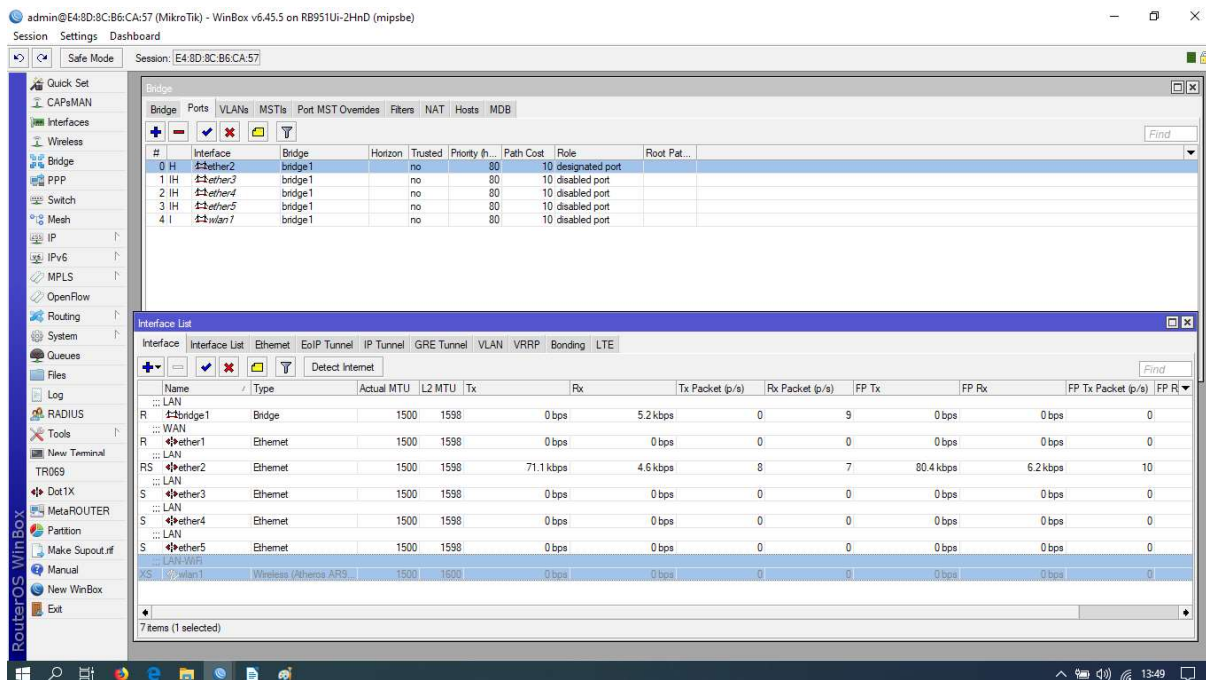 admin@E4:8D:8C:B6:CA:57 (MikroTik) - WinBox v6.45.5 on RB951Ui-2HnD (mipsbe)
Session Settings Dashboard
Safe Mode Session: E4:8D:8C:B6:CA:57
Quick Set
CAPsMAN
Interfaces
Wireless
Bridge
PPP
Switch
Mesh
IP
IPv6
MPLS
OpenFlow
Routing
System
Queues
Files
Log
RADIUS
Tools
New Terminal
TR069
Dot1X
MetaROUTER
Partition
Make Supout.rif
Manual
New WinBox
Exit
RouterOS WinBox
Bridge
Bridge Ports VLANs MSTIs Port MST Overrides Filters NAT Hosts MDB
Find
# Interface Bridge Horizon Trusted Priority (h... Path Cost Role Root Pat...
0 H ether2 bridge1 no 80 10 designated port
1 IH ether3 bridge1 no 80 10 disabled port
2 IH ether4 bridge1 no 80 10 disabled port
3 IH ether5 bridge1 no 80 10 disabled port
4 I wlan1 bridge1 no 80 10 disabled port
Interface List
Interface Interface List Ethernet EoIP Tunnel IP Tunnel GRE Tunnel VLAN VRRP Bonding LTE
Detect Internet Find
Name / Type Actual MTU L2 MTU Tx Rx Tx Packet (p/s) Rx Packet (p/s) FP Tx FP Rx FP Tx Packet (p/s) FP R
;;; LAN
R bridge1 Bridge 1500 1598 0 bps 5.2 kbps 0 9 0 bps 0 bps 0
;;; WAN
R ether1 Ethernet 1500 1598 0 bps 0 bps 0 0 0 bps 0 bps 0
;;; LAN
RS ether2 Ethernet 1500 1598 71.1 kbps 4.6 kbps 8 7 80.4 kbps 6.2 kbps 10
;;; LAN
S ether3 Ethernet 1500 1598 0 bps 0 bps 0 0 0 bps 0 bps 0
;;; LAN
S ether4 Ethernet 1500 1598 0 bps 0 bps 0 0 0 bps 0 bps 0
;;; LAN
S ether5 Ethernet 1500 1598 0 bps 0 bps 0 0 0 bps 0 bps 0
;;; LAN-WiFi
XS wlan1 Wireless (Atheros AR9... 1500 1600 0 bps 0 bps 0 0 0 bps 0 bps 0
7 items (1 selected)
13:49